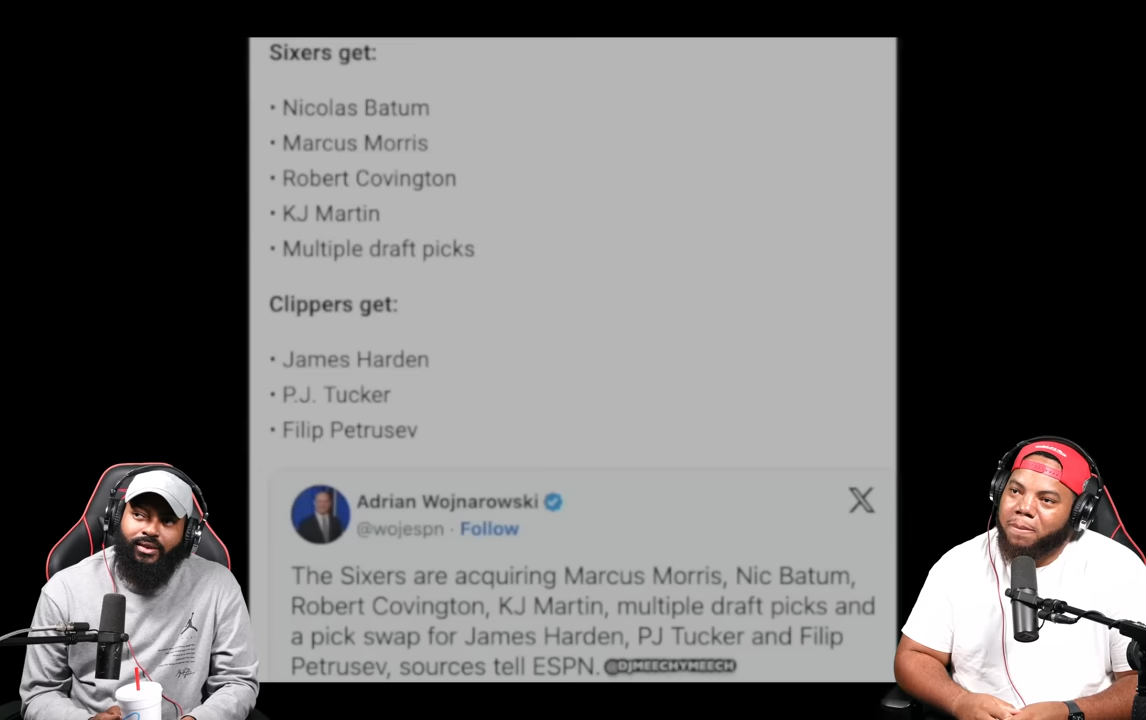 Sixers get:
• Nicolas Batum
• Marcus Morris
• Robert Covington
• KJ Martin
• Multiple draft picks
Clippers get:
• James Harden
• P.J. Tucker
• Filip Petrusev
Adrian Wojnarowski
@wojespn · Follow
The Sixers are acquiring Marcus Morris, Nic Batum,
Robert Covington, KJ Martin, multiple draft picks and
a pick swap for James Harden, PJ Tucker and Filip
Petrusev, sources tell ESPN. @DJMEECHYMEECH